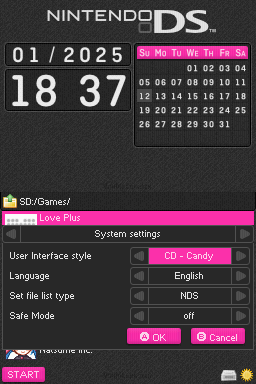 NINTENDO DS
01 / 2025
18 37
Su Mo Tu We Th Fr Sa
01 02 03 04
05 06 07 08 09 10 11
12 13 14 15 16 17 18
19 20 21 22 23 24 25
26 27 28 29 30 31
SD:/Games/
Love Plus
System settings
User Interface style CD - Candy
Language English
Set file list type NDS
Safe Mode off
A OK B Cancel
Natsume Inc.
START